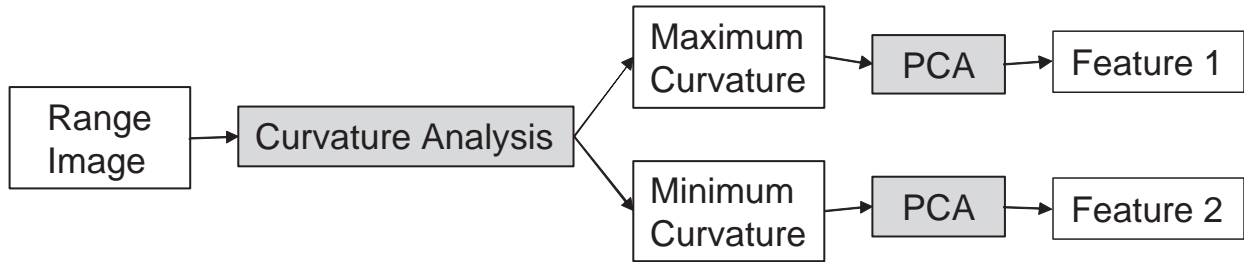 Range
Image
Curvature Analysis
Maximum
Curvature
PCA
Feature 1
Minimum
Curvature
PCA
Feature 2